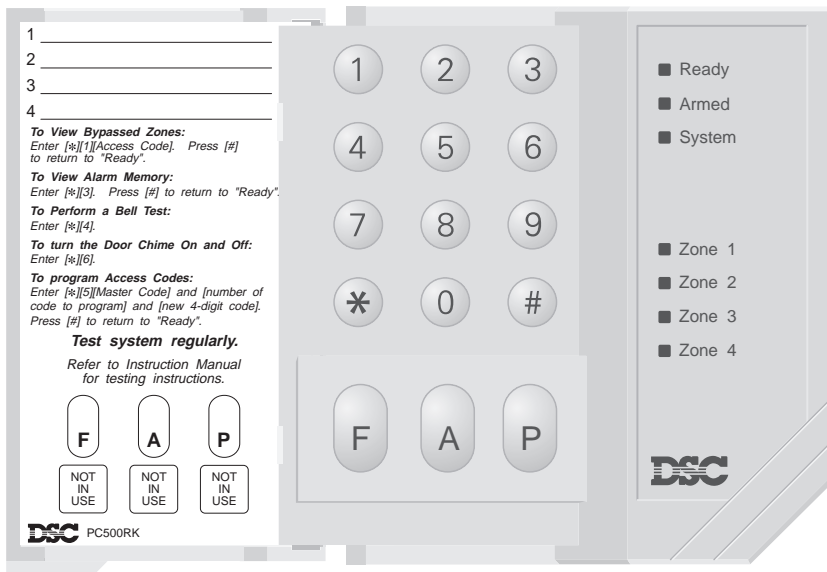 1
2
3
4
To View Bypassed Zones:
Enter [*][1][Access Code]. Press [#]
to return to "Ready".
To View Alarm Memory:
Enter [*][3]. Press [#] to return to "Ready".
To Perform a Bell Test:
Enter [*][4].
To turn the Door Chime On and Off:
Enter [*][6].
To program Access Codes:
Enter [*][5][Master Code] and [number of
code to program] and [new 4-digit code].
Press [#] to return to "Ready".
Test system regularly.
Refer to Instruction Manual
for testing instructions.
F A P
NOT NOT NOT
IN IN IN
USE USE USE
DSC PC500RK
1 2 3
4 5 6
7 8 9
* 0 #
F A P
Ready
Armed
System
Zone 1
Zone 2
Zone 3
Zone 4
DSC